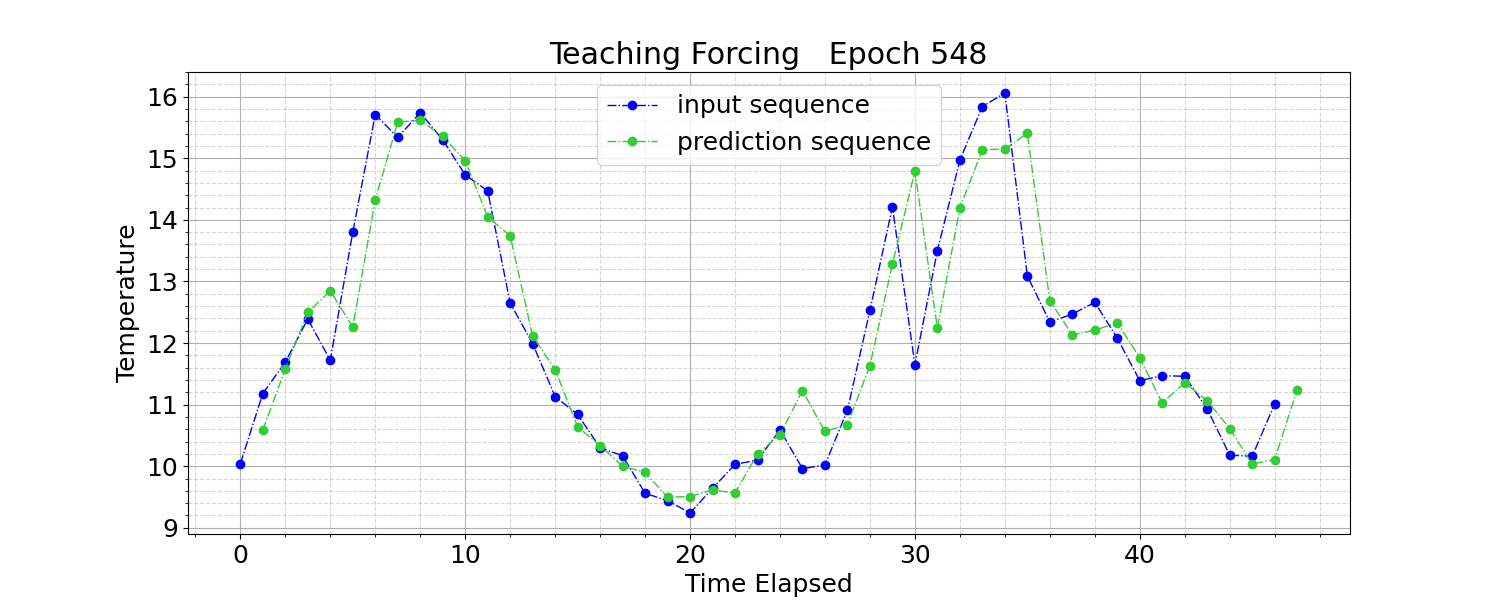 Teaching Forcing   Epoch 548
input sequence
prediction sequence
Temperature
16
15
14
13
12
11
10
9
0 10 20 30 40
Time Elapsed